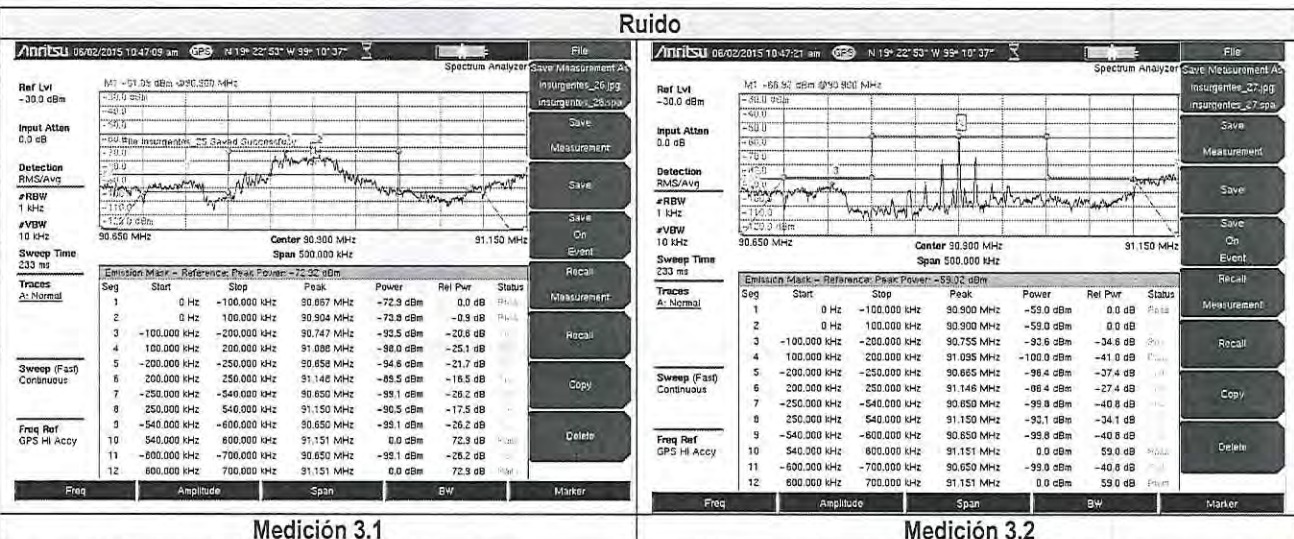 Ruido
Anritsu 06/02/2015 10:47:09 am GPS N 19° 22' 53" W 99° 10' 37"
Spectrum Analyzer
Ref Lvl
-30.0 dBm
Input Atten
0.0 dB
Detection
RMS/Avg
#RBW
1 kHz
#VBW
10 kHz
Sweep Time
233 ms
Traces
A: Normal
Sweep (Fast)
Continuous
Freq Ref
GPS Hi Accy
@90.900 MHz
Insurgentes_25 Saved Successfully
90.650 MHz
Center 90.900 MHz
Span 500.000 kHz
91.150 MHz
Emission Mask - Reference: Peak Power: -72.92 dBm
Seg Start Stop Peak Power Rel Pwr Status
1 0 Hz -100.000 kHz 90.867 MHz -72.9 dBm 0.0 dB
2 0 Hz 100.000 kHz 90.904 MHz -73.8 dBm -0.9 dB
3 -100.000 kHz -200.000 kHz 90.747 MHz -93.5 dBm -20.6 dB
4 100.000 kHz 200.000 kHz 91.088 MHz -98.0 dBm -25.1 dB
5 -200.000 kHz -250.000 kHz 90.658 MHz -94.6 dBm -21.7 dB
6 200.000 kHz 250.000 kHz 91.148 MHz -89.5 dBm -16.5 dB
7 -250.000 kHz -540.000 kHz 90.650 MHz -99.1 dBm -26.2 dB
8 250.000 kHz 540.000 kHz 91.150 MHz -90.5 dBm -17.5 dB
9 -540.000 kHz -600.000 kHz 90.650 MHz -99.1 dBm -26.2 dB
10 540.000 kHz 600.000 kHz 91.151 MHz 0.0 dBm 72.9 dB
11 -600.000 kHz -700.000 kHz 90.650 MHz -99.1 dBm -26.2 dB
12 600.000 kHz 700.000 kHz 91.151 MHz 0.0 dBm 72.9 dB
File
Save Measurement As
insurgentes_26.jpg
insurgentes_26.spa
Save
Measurement
Save
Save
On
Event
Recall
Measurement
Recall
Copy
Delete
Freq Amplitude Span BW Marker
Medición 3.1
Anritsu 06/02/2015 10:47:21 am GPS N 19° 22' 53" W 99° 10' 37"
Spectrum Analyzer
Ref Lvl
-30.0 dBm
Input Atten
0.0 dB
Detection
RMS/Avg
#RBW
1 kHz
#VBW
10 kHz
Sweep Time
233 ms
Traces
A: Normal
Sweep (Fast)
Continuous
Freq Ref
GPS Hi Accy
@90.900 MHz
90.650 MHz
Center 90.900 MHz
Span 500.000 kHz
91.150 MHz
Emission Mask - Reference: Peak Power: -59.02 dBm
Seg Start Stop Peak Power Rel Pwr Status
1 0 Hz -100.000 kHz 90.900 MHz -59.0 dBm 0.0 dB
2 0 Hz 100.000 kHz 90.900 MHz -59.0 dBm 0.0 dB
3 -100.000 kHz -200.000 kHz 90.755 MHz -93.6 dBm -34.6 dB
4 100.000 kHz 200.000 kHz 91.095 MHz -100.0 dBm -41.0 dB
5 -200.000 kHz -250.000 kHz 90.665 MHz -96.4 dBm -37.4 dB
6 200.000 kHz 250.000 kHz 91.146 MHz -86.4 dBm -27.4 dB
7 -250.000 kHz -540.000 kHz 90.650 MHz -99.8 dBm -40.8 dB
8 250.000 kHz 540.000 kHz 91.150 MHz -93.1 dBm -34.1 dB
9 -540.000 kHz -600.000 kHz 90.650 MHz -99.8 dBm -40.8 dB
10 540.000 kHz 600.000 kHz 91.151 MHz 0.0 dBm 59.0 dB
11 -600.000 kHz -700.000 kHz 90.650 MHz -99.8 dBm -40.8 dB
12 600.000 kHz 700.000 kHz 91.151 MHz 0.0 dBm 59.0 dB
File
Save Measurement As
insurgentes_27.jpg
insurgentes_27.spa
Save
Measurement
Save
Save
On
Event
Recall
Measurement
Recall
Copy
Delete
Freq Amplitude Span BW Marker
Medición 3.2